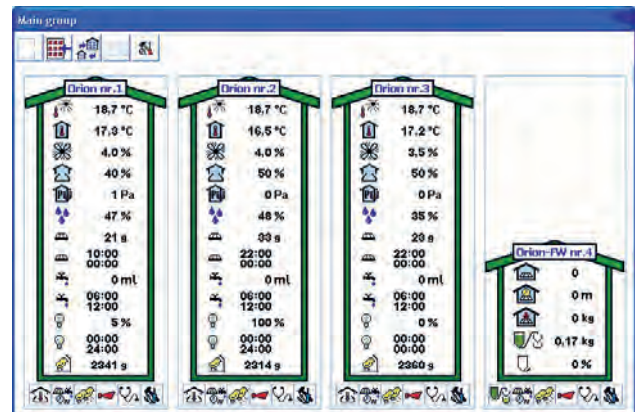 Main group
Orion nr.1
18,7 °C
17,3 °C
4,0 %
40 %
1 Pa
47 %
21 g
10:00
00:00
0 ml
06:00
12:00
5 %
00:00
24:00
2341 g
Orion nr.2
18,7 °C
16,5 °C
4,0 %
50 %
0 Pa
48 %
33 g
22:00
00:00
0 ml
06:00
12:00
100 %
00:00
24:00
2314 g
Orion nr.3
18,7 °C
17,2 °C
3,5 %
50 %
0 Pa
35 %
23 g
22:00
00:00
0 ml
06:00
12:00
0 %
00:00
00:00
2360 g
Orion-FW nr.4
0
0 m
0 kg
0,17 kg
0 %